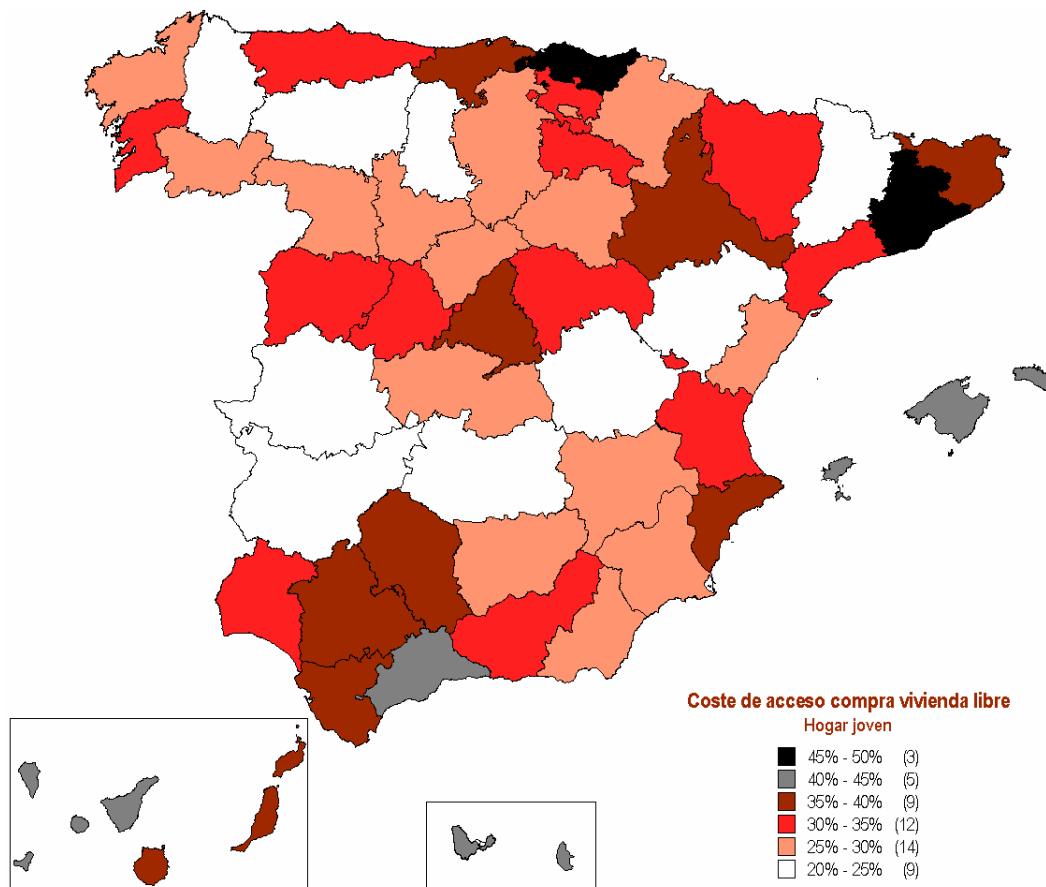 Coste de acceso compra vivienda libre
Hogar joven
45% - 50% (3)
40% - 45% (5)
35% - 40% (9)
30% - 35% (12)
25% - 30% (14)
20% - 25% (9)